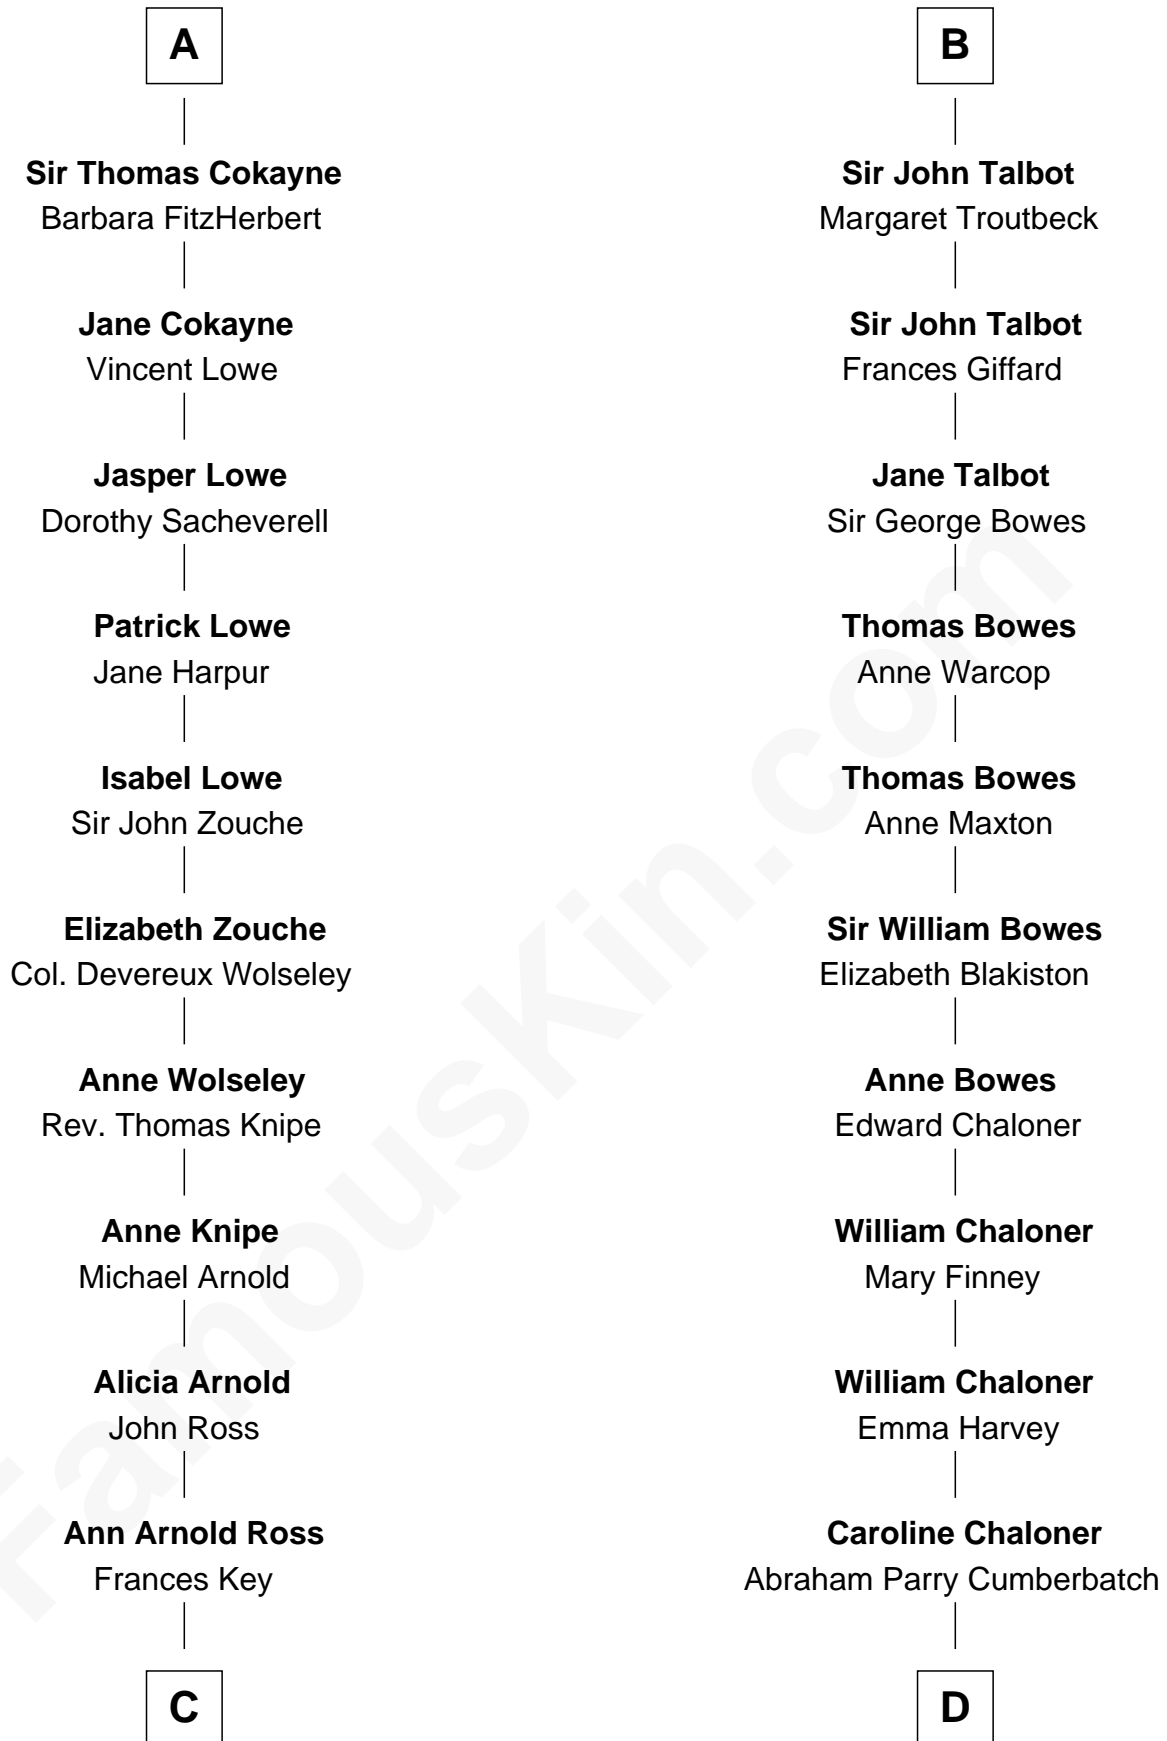 A
Sir Thomas Cokayne
Barbara FitzHerbert
Jane Cokayne
Vincent Lowe
Jasper Lowe
Dorothy Sacheverell
Patrick Lowe
Jane Harpur
Isabel Lowe
Sir John Zouche
Elizabeth Zouche
Col. Devereux Wolseley
Anne Wolseley
Rev. Thomas Knipe
Anne Knipe
Michael Arnold
Alicia Arnold
John Ross
Ann Arnold Ross
Frances Key
C
B
Sir John Talbot
Margaret Troutbeck
Sir John Talbot
Frances Giffard
Jane Talbot
Sir George Bowes
Thomas Bowes
Anne Warcop
Thomas Bowes
Anne Maxton
Sir William Bowes
Elizabeth Blakiston
Anne Bowes
Edward Chaloner
William Chaloner
Mary Finney
William Chaloner
Emma Harvey
Caroline Chaloner
Abraham Parry Cumberbatch
D
FamousKin.com